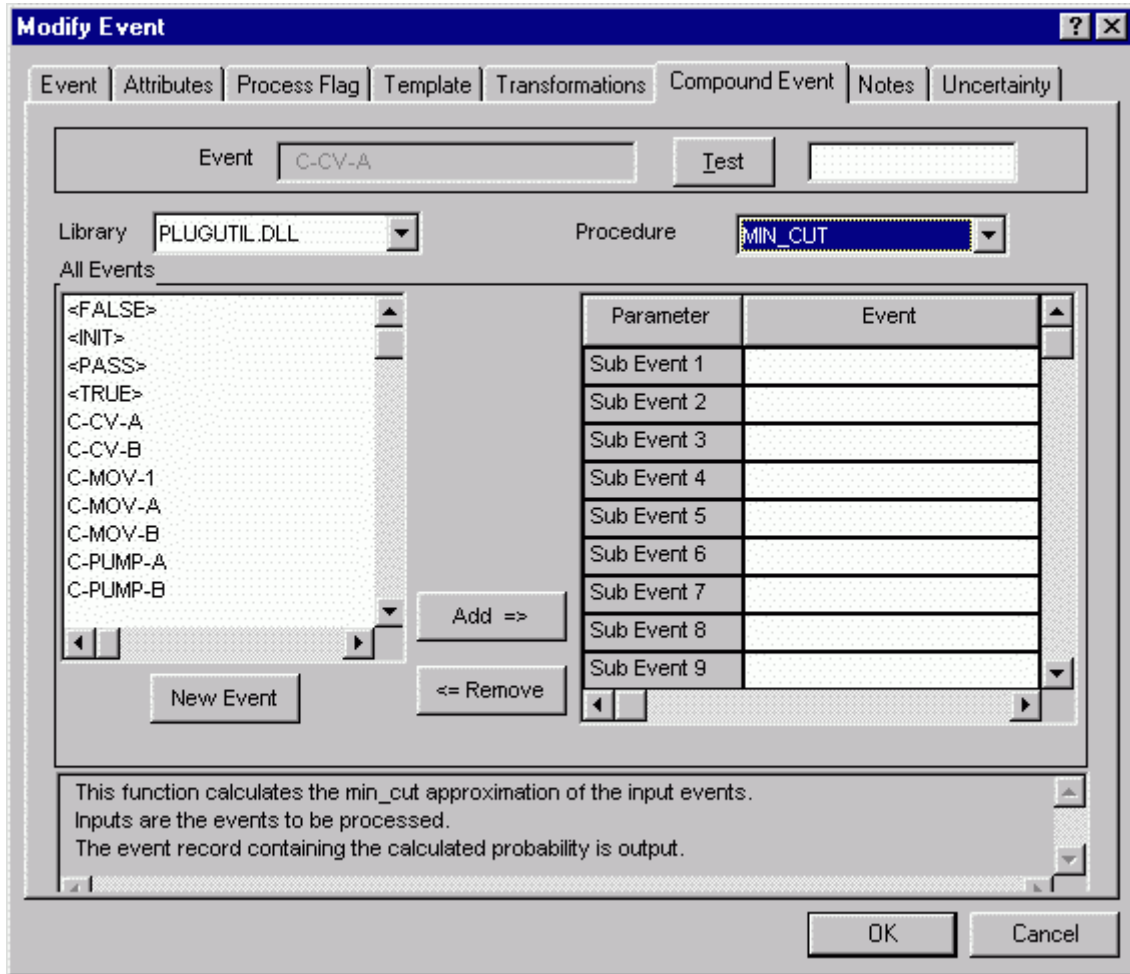 Modify Event
Event Attributes Process Flag Template Transformations Compound Event Notes Uncertainty
Event C-CV-A Test
Library PLUGUTIL.DLL Procedure MIN_CUT
All Events
<FALSE>
<INIT>
<PASS>
<TRUE>
C-CV-A
C-CV-B
C-MOV-1
C-MOV-A
C-MOV-B
C-PUMP-A
C-PUMP-B
New Event
Add =>
<= Remove
Parameter Event
Sub Event 1
Sub Event 2
Sub Event 3
Sub Event 4
Sub Event 5
Sub Event 6
Sub Event 7
Sub Event 8
Sub Event 9
This function calculates the min_cut approximation of the input events.
Inputs are the events to be processed.
The event record containing the calculated probability is output.
OK Cancel